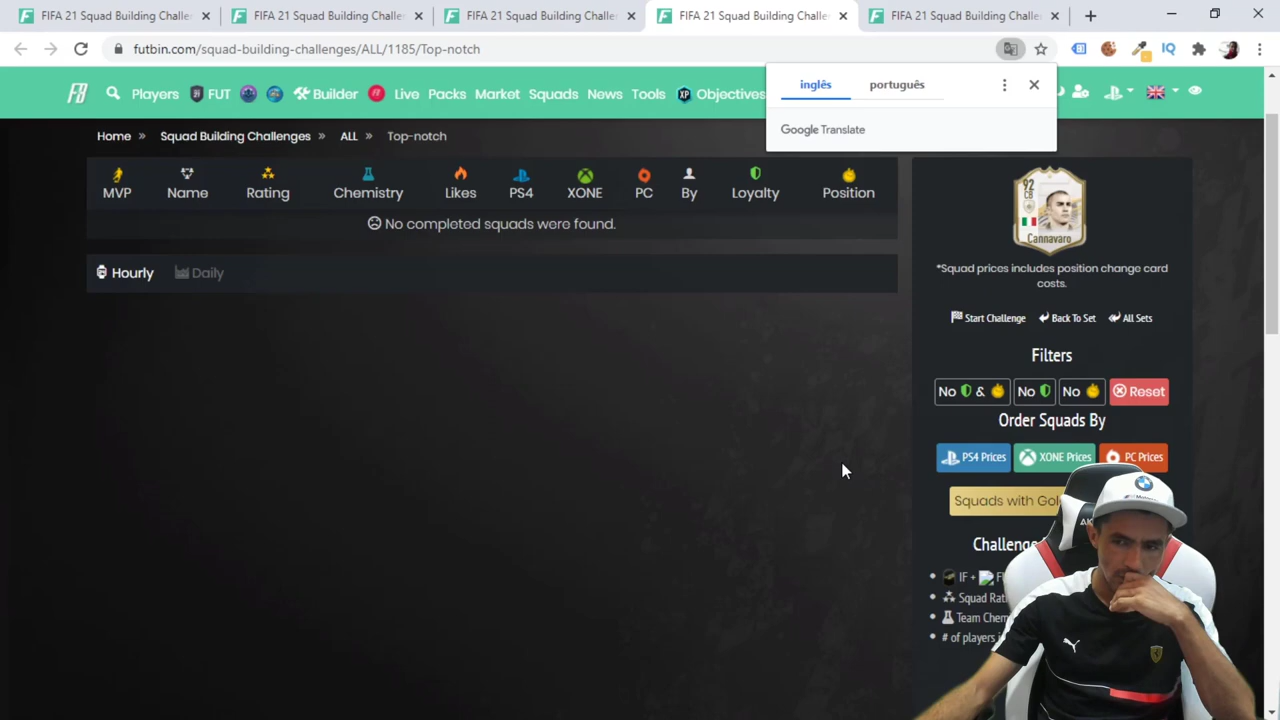 FIFA 21 Squad Building Challe
FIFA 21 Squad Building Challe
FIFA 21 Squad Building Challe
FIFA 21 Squad Building Challe
FIFA 21 Squad Building Challe
futbin.com/squad-building-challenges/ALL/1185/Top-notch
IQ
F8 Players FUT Builder Live Packs Market Squads News Tools XP Objectives
inglês português
Google Translate
Home » Squad Building Challenges » ALL » Top-notch
MVP Name Rating Chemistry Likes PS4 XONE PC By Loyalty Position
No completed squads were found.
Hourly Daily
92
CB
Cannavaro
*Squad prices includes position change card
costs.
Start Challenge Back To Set All Sets
Filters
No & No No Reset
Order Squads By
PS4 Prices XONE Prices PC Prices
Squads with Gol
Challenge
IF +
Squad Rat
Team Chem
# of players i